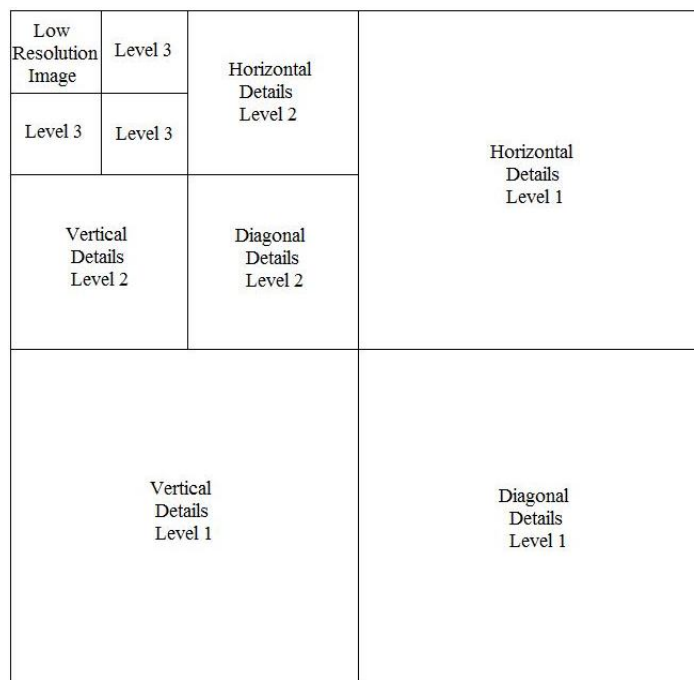 Low
Resolution
Image
Level 3
Horizontal
Details
Level 2
Level 3
Level 3
Horizontal
Details
Level 1
Vertical
Details
Level 2
Diagonal
Details
Level 2
Vertical
Details
Level 1
Diagonal
Details
Level 1